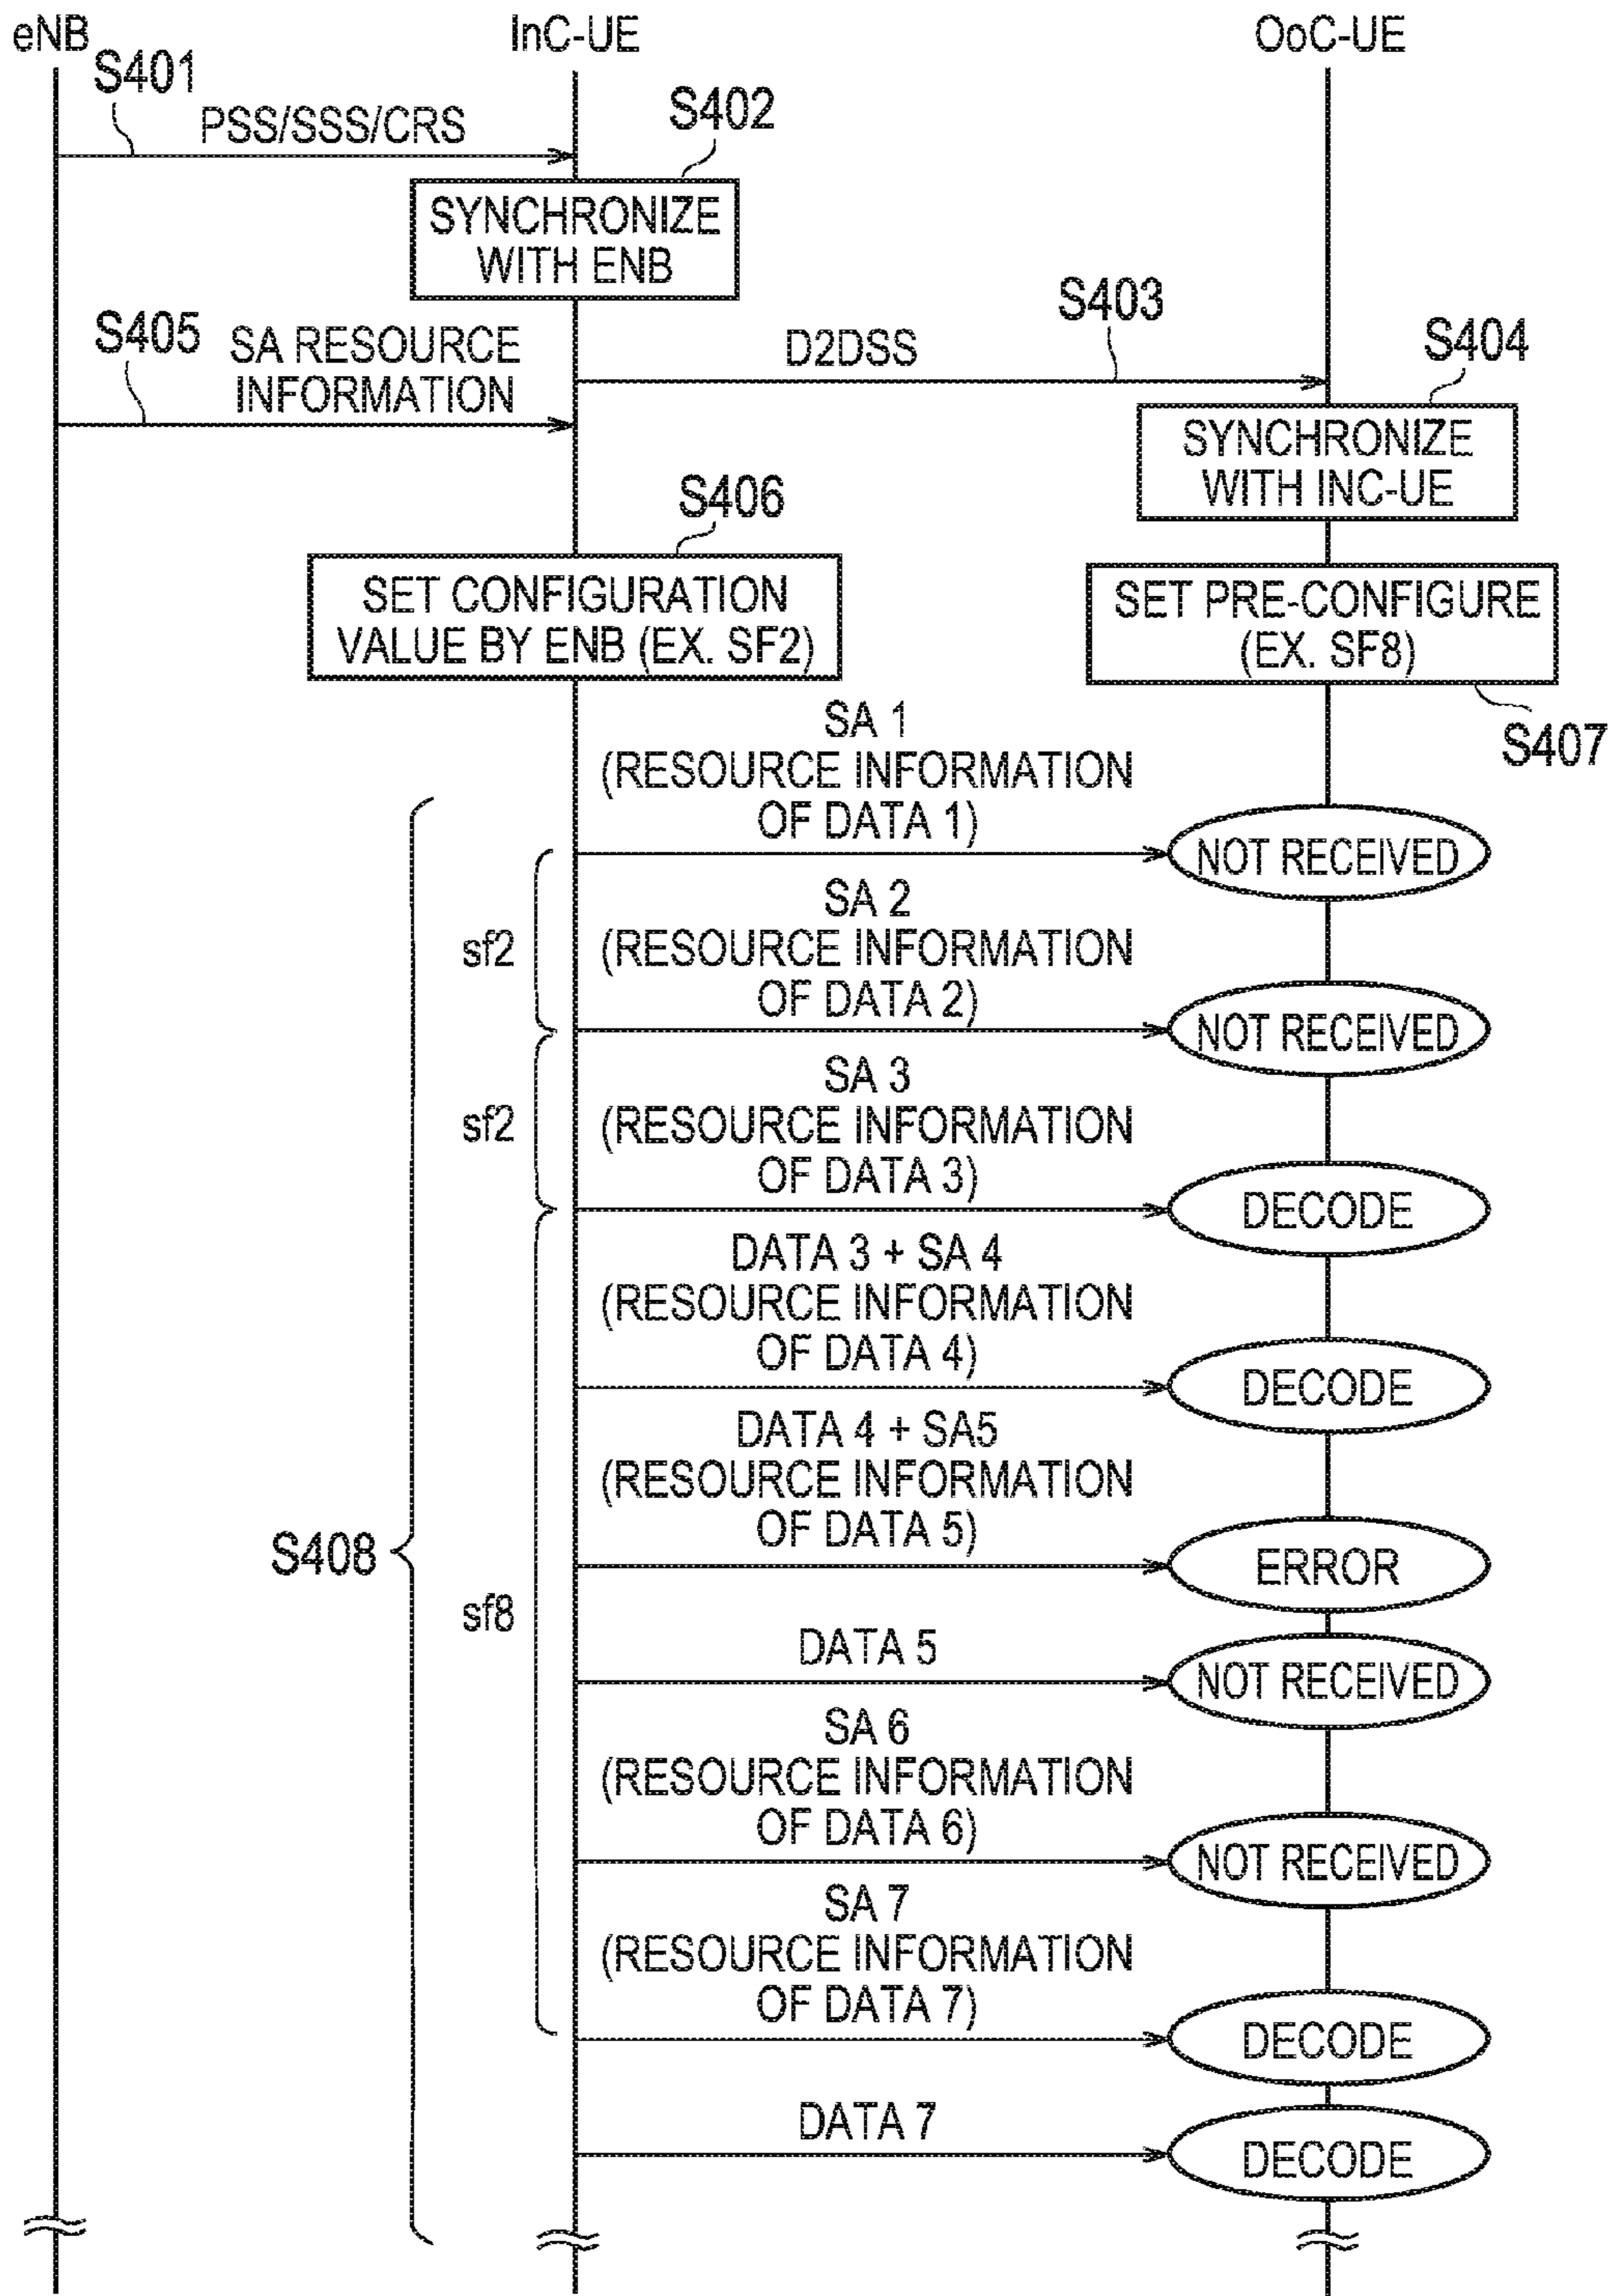 eNB
InC-UE
OoC-UE
S401
PSS/SSS/CRS
S402
SYNCHRONIZE
WITH ENB
S403
D2DSS
S404
S405
SA RESOURCE
INFORMATION
SYNCHRONIZE
WITH INC-UE
S406
SET CONFIGURATION
VALUE BY ENB (EX. SF2)
SET PRE-CONFIGURE
(EX. SF8)
S407
SA 1
(RESOURCE INFORMATION
OF DATA 1)
NOT RECEIVED
sf2
SA 2
(RESOURCE INFORMATION
OF DATA 2)
NOT RECEIVED
sf2
SA 3
(RESOURCE INFORMATION
OF DATA 3)
DECODE
DATA 3 + SA 4
(RESOURCE INFORMATION
OF DATA 4)
DECODE
DATA 4 + SA5
(RESOURCE INFORMATION
OF DATA 5)
S408
ERROR
sf8
DATA 5
NOT RECEIVED
SA 6
(RESOURCE INFORMATION
OF DATA 6)
NOT RECEIVED
SA 7
(RESOURCE INFORMATION
OF DATA 7)
DECODE
DATA 7
DECODE